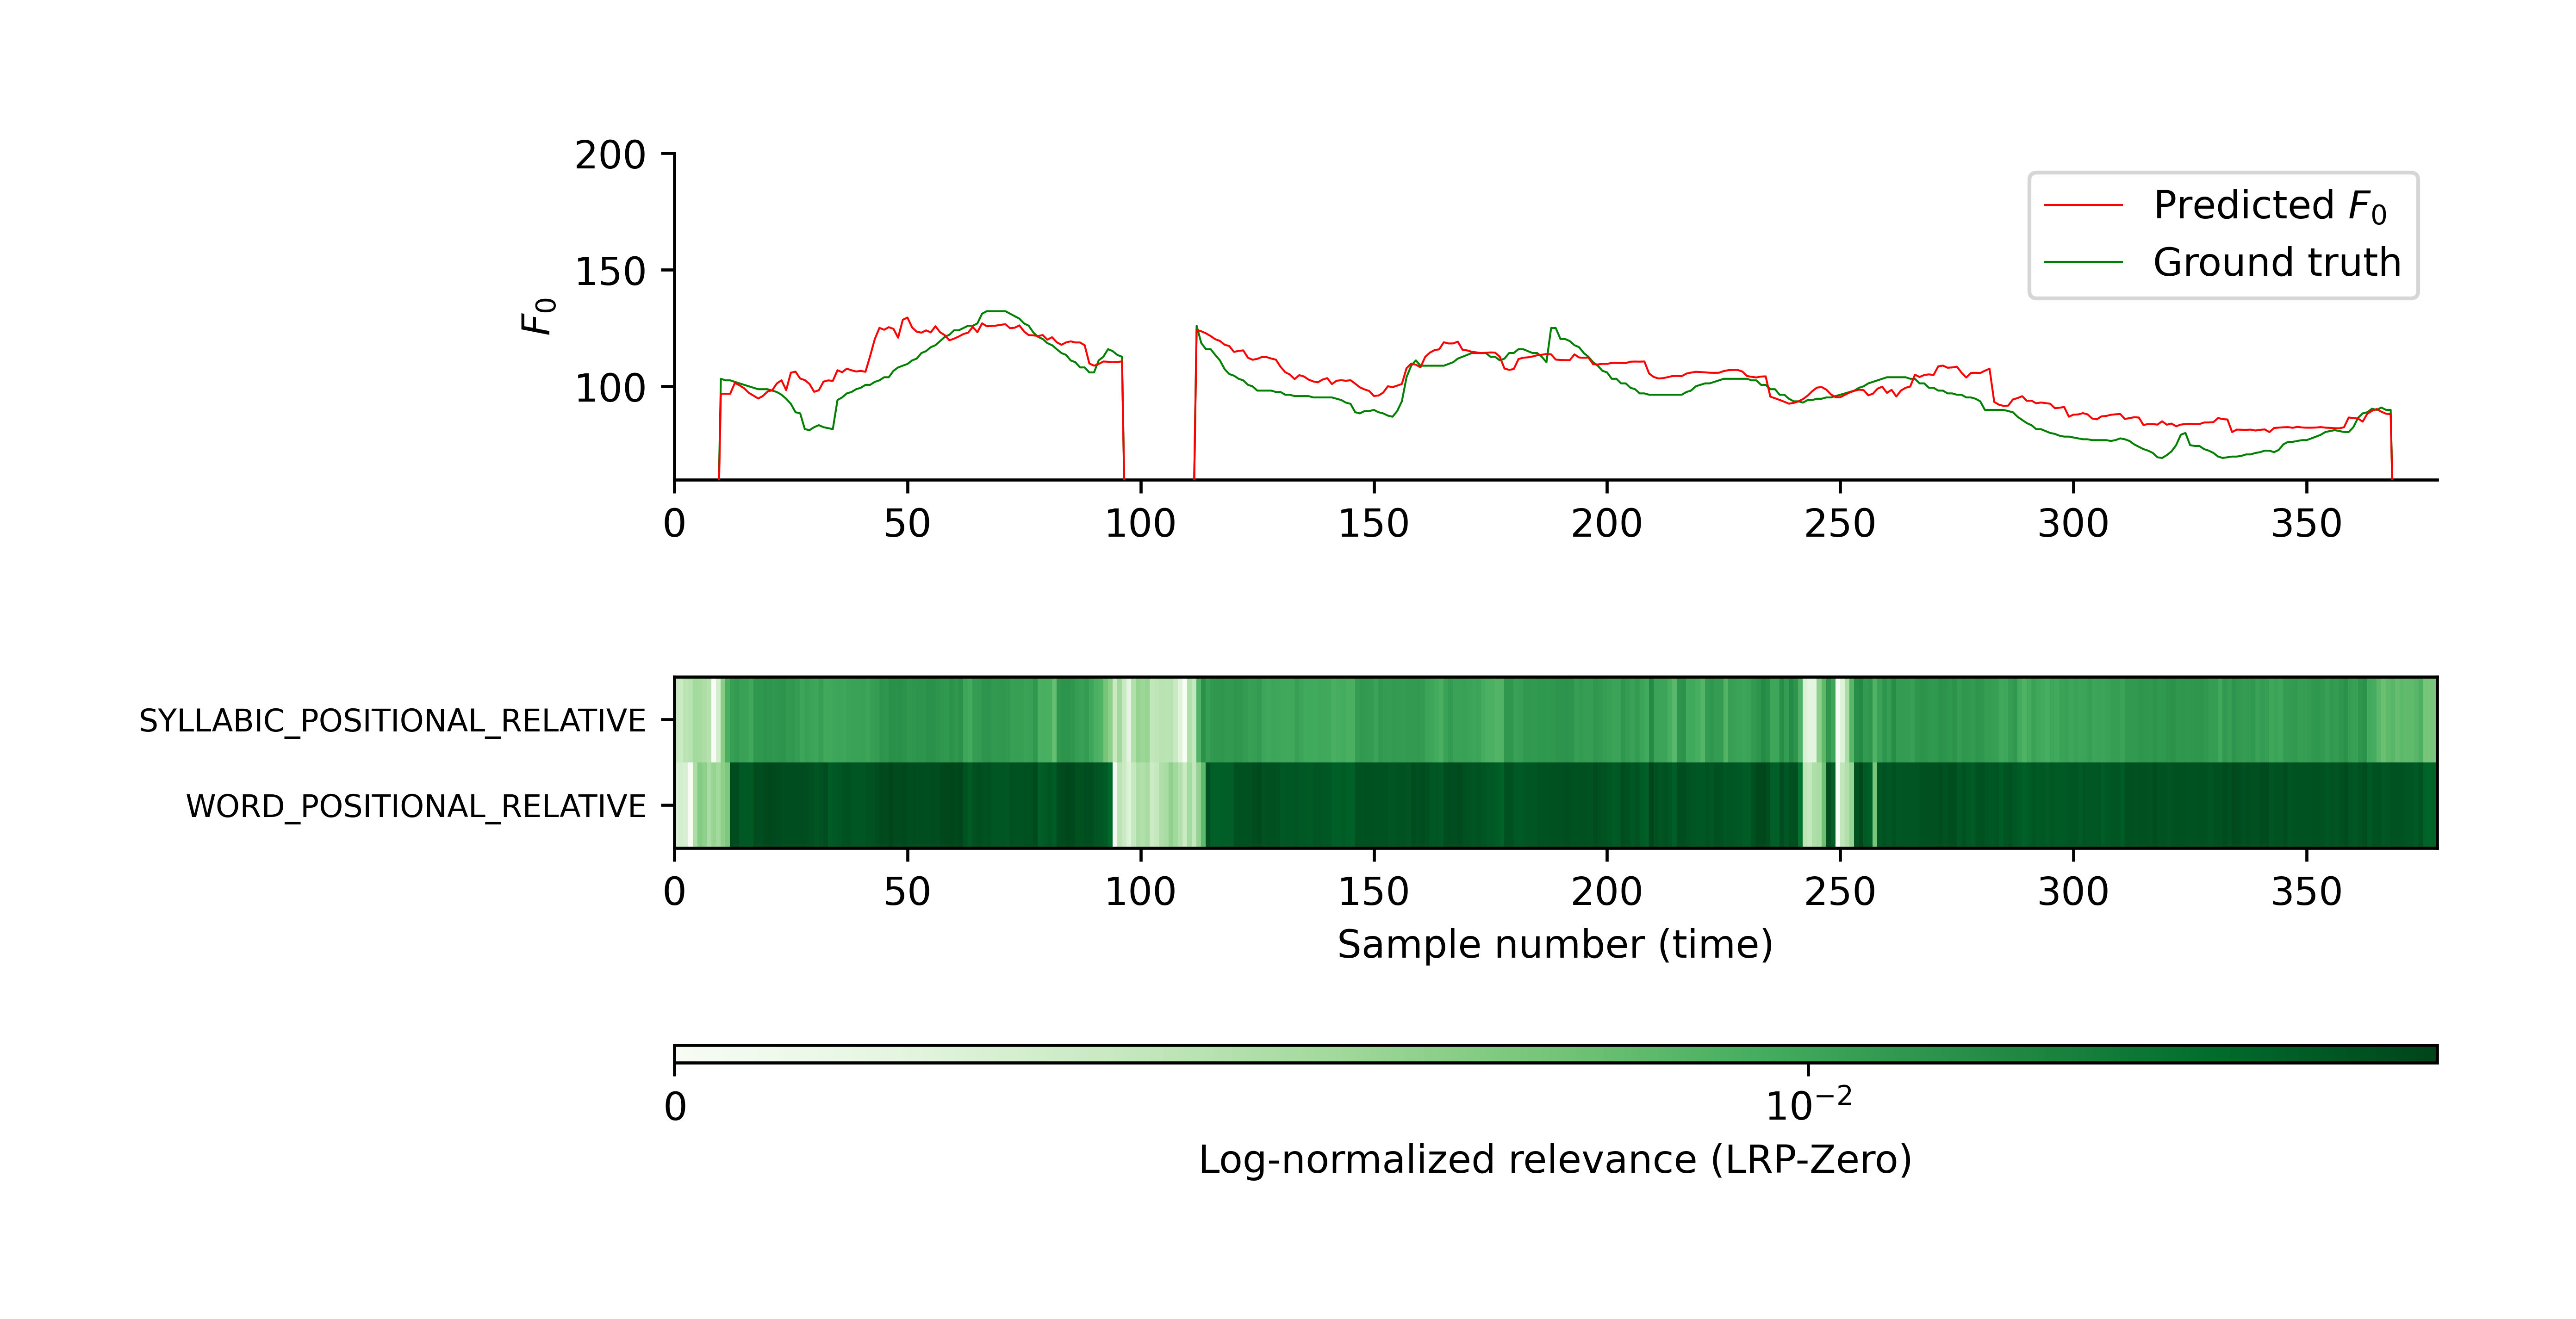 200
150
100
F₀
Predicted F₀
Ground truth
0 50 100 150 200 250 300 350
SYLLABIC_POSITIONAL_RELATIVE
WORD_POSITIONAL_RELATIVE
0 50 100 150 200 250 300 350
Sample number (time)
0 10⁻²
Log-normalized relevance (LRP-Zero)